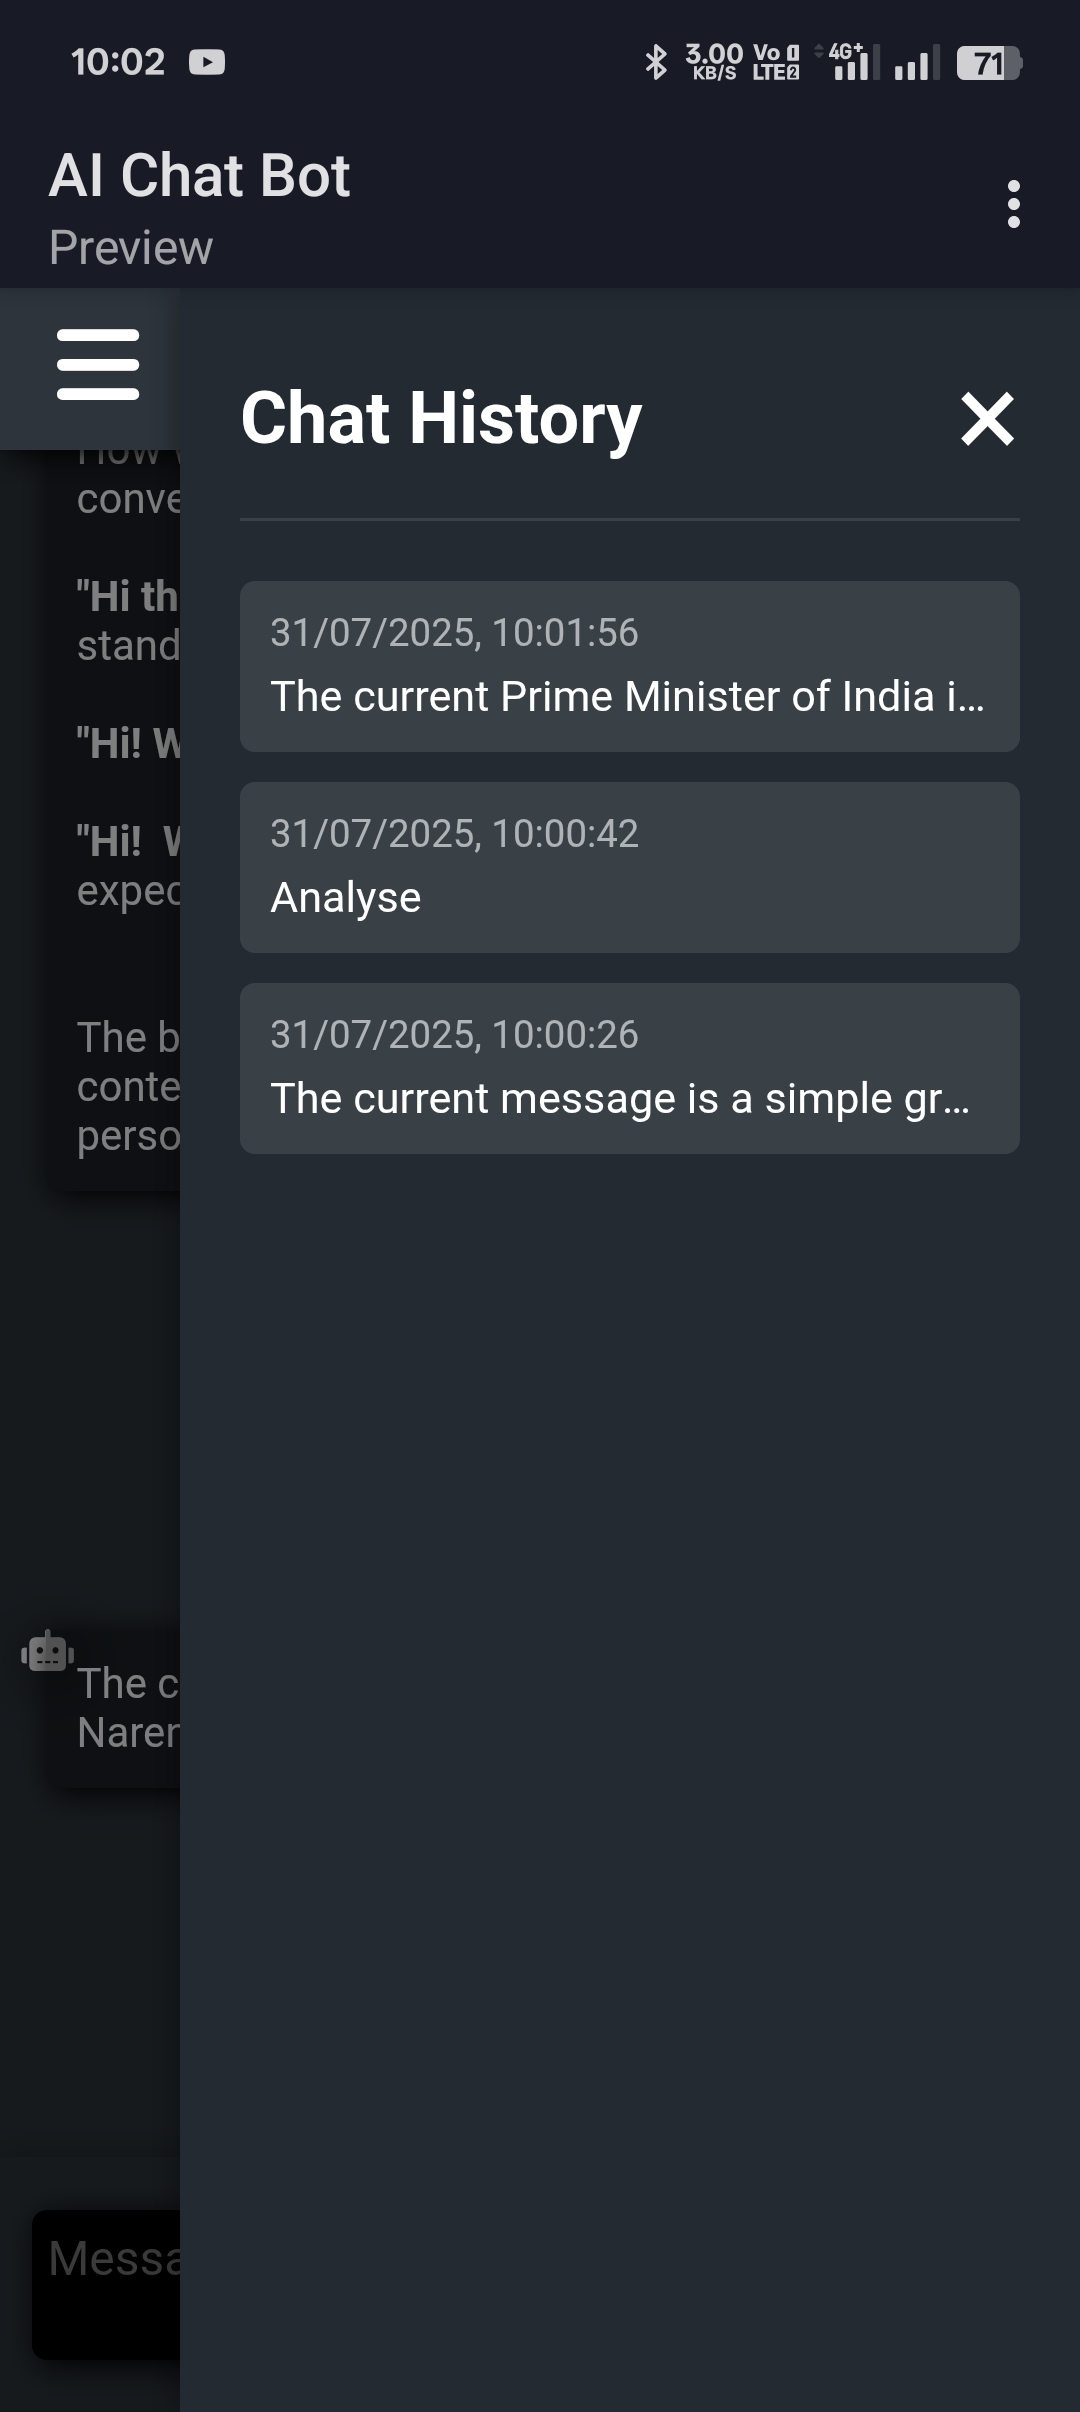 10:02
3.00 KB/S
Vo 1 LTE 2
4G+
71
AI Chat Bot
Preview
Chat History
31/07/2025, 10:01:56
The current Prime Minister of India i...
31/07/2025, 10:00:42
Analyse
31/07/2025, 10:00:26
The current message is a simple gr...
"Hi th
stand
"Hi! W
"Hi! W
expec
The b
conte
perso
The c
Naren
Messa